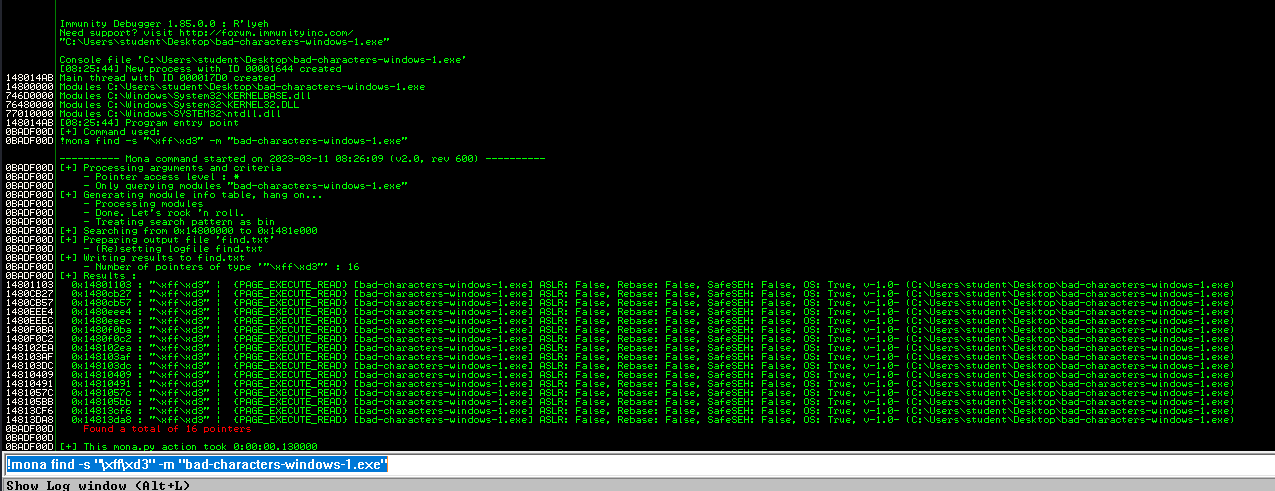 Immunity Debugger 1.85.0.0 : R'lyeh
Need support? visit http://forum.immunityinc.com/
"C:\Users\student\Desktop\bad-characters-windows-1.exe"
Console file 'C:\Users\student\Desktop\bad-characters-windows-1.exe'
[08:25:44] New process with ID 00001644 created
148014AB Main thread with ID 000017D0 created
14800000 Modules C:\Users\student\Desktop\bad-characters-windows-1.exe
746D0000 Modules C:\Windows\System32\KERNELBASE.dll
76480000 Modules C:\Windows\System32\KERNEL32.DLL
77010000 Modules C:\Windows\SYSTEM32\ntdll.dll
148014AB [08:25:44] Program entry point
0BADF00D [+] Command used:
0BADF00D !mona find -s "\xff\xd3" -m "bad-characters-windows-1.exe"
---------- Mona command started on 2023-03-11 08:26:09 (v2.0, rev 600) ----------
0BADF00D [+] Processing arguments and criteria
0BADF00D - Pointer access level : *
0BADF00D - Only querying modules "bad-characters-windows-1.exe"
0BADF00D [+] Generating module info table, hang on...
0BADF00D - Processing modules
0BADF00D - Done. Let's rock 'n roll.
0BADF00D - Treating search pattern as bin
0BADF00D [+] Searching from 0x14800000 to 0x1481e000
0BADF00D [+] Preparing output file 'find.txt'
0BADF00D - (Re)setting logfile find.txt
0BADF00D [+] Writing results to find.txt
0BADF00D - Number of pointers of type '"\xff\xd3"' : 16
0BADF00D [+] Results :
14801103 0x14801103 : "\xff\xd3" | {PAGE_EXECUTE_READ} [bad-characters-windows-1.exe] ASLR: False, Rebase: False, SafeSEH: False, OS: True, v-1.0- (C:\Users\student\Desktop\bad-characters-windows-1.exe)
1480CB27 0x1480cb27 : "\xff\xd3" | {PAGE_EXECUTE_READ} [bad-characters-windows-1.exe] ASLR: False, Rebase: False, SafeSEH: False, OS: True, v-1.0- (C:\Users\student\Desktop\bad-characters-windows-1.exe)
1480CB57 0x1480cb57 : "\xff\xd3" | {PAGE_EXECUTE_READ} [bad-characters-windows-1.exe] ASLR: False, Rebase: False, SafeSEH: False, OS: True, v-1.0- (C:\Users\student\Desktop\bad-characters-windows-1.exe)
1480EEE4 0x1480eee4 : "\xff\xd3" | {PAGE_EXECUTE_READ} [bad-characters-windows-1.exe] ASLR: False, Rebase: False, SafeSEH: False, OS: True, v-1.0- (C:\Users\student\Desktop\bad-characters-windows-1.exe)
1480EEEC 0x1480eeec : "\xff\xd3" | {PAGE_EXECUTE_READ} [bad-characters-windows-1.exe] ASLR: False, Rebase: False, SafeSEH: False, OS: True, v-1.0- (C:\Users\student\Desktop\bad-characters-windows-1.exe)
1480F0BA 0x1480f0ba : "\xff\xd3" | {PAGE_EXECUTE_READ} [bad-characters-windows-1.exe] ASLR: False, Rebase: False, SafeSEH: False, OS: True, v-1.0- (C:\Users\student\Desktop\bad-characters-windows-1.exe)
1480F0C2 0x1480f0c2 : "\xff\xd3" | {PAGE_EXECUTE_READ} [bad-characters-windows-1.exe] ASLR: False, Rebase: False, SafeSEH: False, OS: True, v-1.0- (C:\Users\student\Desktop\bad-characters-windows-1.exe)
148102EA 0x148102ea : "\xff\xd3" | {PAGE_EXECUTE_READ} [bad-characters-windows-1.exe] ASLR: False, Rebase: False, SafeSEH: False, OS: True, v-1.0- (C:\Users\student\Desktop\bad-characters-windows-1.exe)
148103AF 0x148103af : "\xff\xd3" | {PAGE_EXECUTE_READ} [bad-characters-windows-1.exe] ASLR: False, Rebase: False, SafeSEH: False, OS: True, v-1.0- (C:\Users\student\Desktop\bad-characters-windows-1.exe)
148103DC 0x148103dc : "\xff\xd3" | {PAGE_EXECUTE_READ} [bad-characters-windows-1.exe] ASLR: False, Rebase: False, SafeSEH: False, OS: True, v-1.0- (C:\Users\student\Desktop\bad-characters-windows-1.exe)
14810409 0x14810409 : "\xff\xd3" | {PAGE_EXECUTE_READ} [bad-characters-windows-1.exe] ASLR: False, Rebase: False, SafeSEH: False, OS: True, v-1.0- (C:\Users\student\Desktop\bad-characters-windows-1.exe)
14810491 0x14810491 : "\xff\xd3" | {PAGE_EXECUTE_READ} [bad-characters-windows-1.exe] ASLR: False, Rebase: False, SafeSEH: False, OS: True, v-1.0- (C:\Users\student\Desktop\bad-characters-windows-1.exe)
1481057C 0x1481057c : "\xff\xd3" | {PAGE_EXECUTE_READ} [bad-characters-windows-1.exe] ASLR: False, Rebase: False, SafeSEH: False, OS: True, v-1.0- (C:\Users\student\Desktop\bad-characters-windows-1.exe)
148105BB 0x148105bb : "\xff\xd3" | {PAGE_EXECUTE_READ} [bad-characters-windows-1.exe] ASLR: False, Rebase: False, SafeSEH: False, OS: True, v-1.0- (C:\Users\student\Desktop\bad-characters-windows-1.exe)
14813CF6 0x14813cf6 : "\xff\xd3" | {PAGE_EXECUTE_READ} [bad-characters-windows-1.exe] ASLR: False, Rebase: False, SafeSEH: False, OS: True, v-1.0- (C:\Users\student\Desktop\bad-characters-windows-1.exe)
14813DA8 0x14813da8 : "\xff\xd3" | {PAGE_EXECUTE_READ} [bad-characters-windows-1.exe] ASLR: False, Rebase: False, SafeSEH: False, OS: True, v-1.0- (C:\Users\student\Desktop\bad-characters-windows-1.exe)
0BADF00D Found a total of 16 pointers
0BADF00D
0BADF00D [+] This mona.py action took 0:00:00.130000
!mona find -s "\xff\xd3" -m "bad-characters-windows-1.exe"
Show Log window (Alt+L)